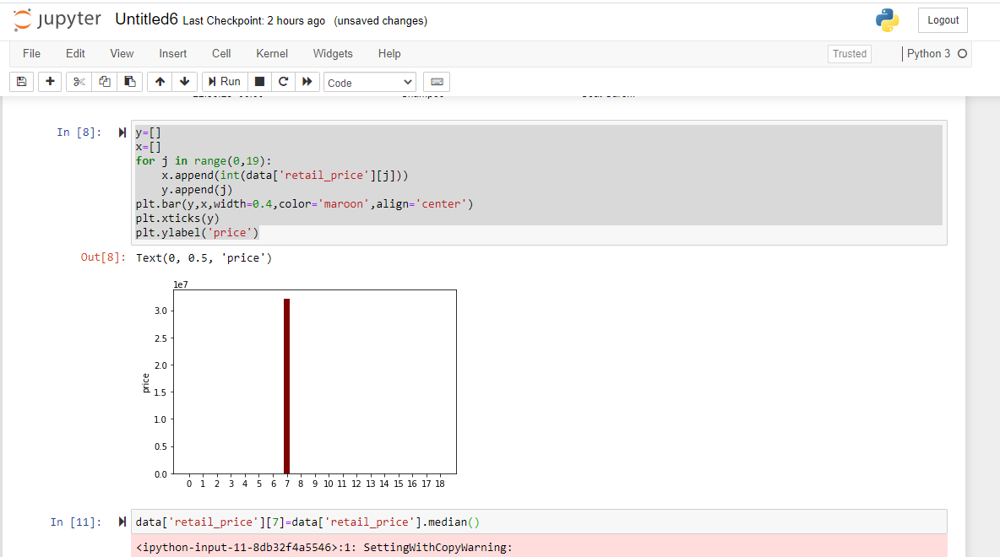 jupyter Untitled6 Last Checkpoint: 2 hours ago (unsaved changes) Logout
File Edit View Insert Cell Kernel Widgets Help Trusted Python 3
Run Code
In [8]: y=[]
x=[]
for j in range(0,19):
    x.append(int(data['retail_price'][j]))
    y.append(j)
plt.bar(y,x,width=0.4,color='maroon',align='center')
plt.xticks(y)
plt.ylabel('price')
Out[8]: Text(0, 0.5, 'price')
1e7
3.0
2.5
2.0
price
1.5
1.0
0.5
0.0
0 1 2 3 4 5 6 7 8 9 10 11 12 13 14 15 16 17 18
In [11]: data['retail_price'][7]=data['retail_price'].median()
<ipython-input-11-8db32f4a5546>:1: SettingWithCopyWarning: